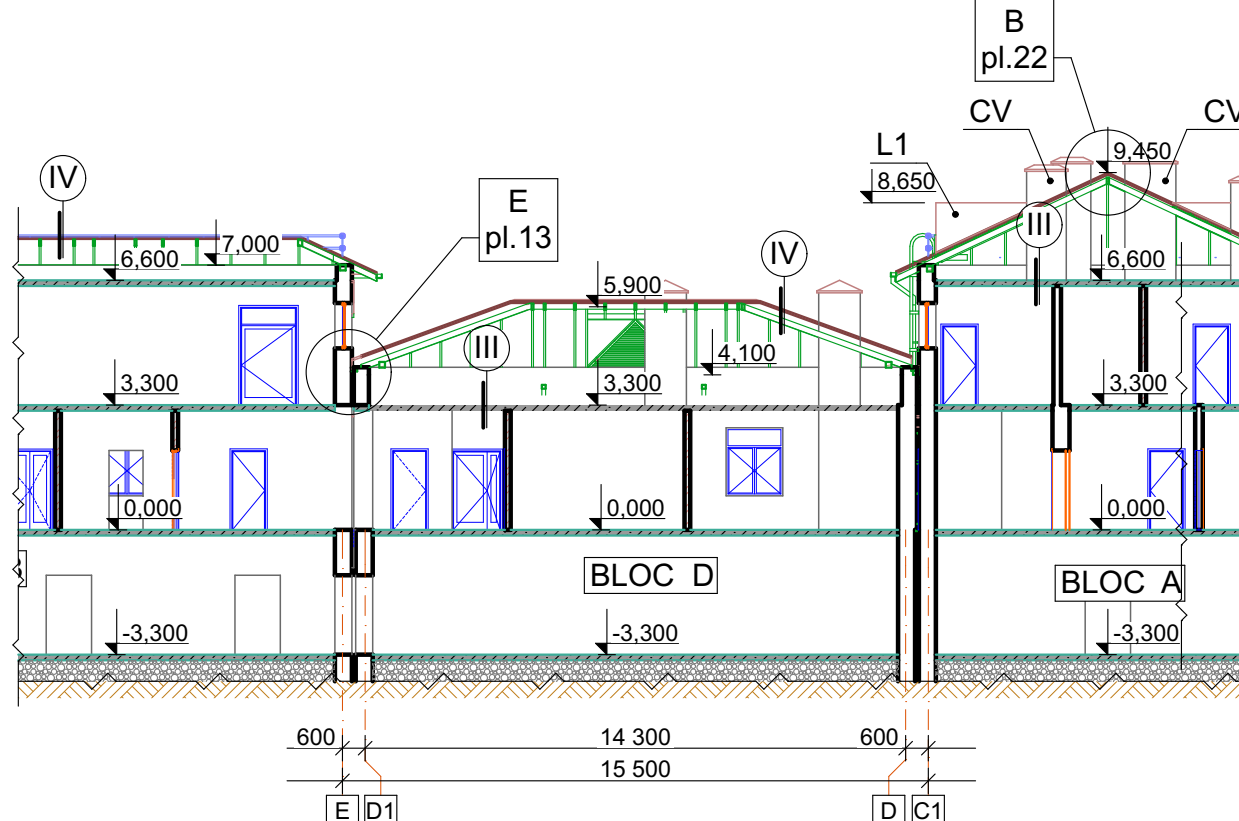 B
pl.22
CV
CV
L1
9,450
8,650
IV
E
pl.13
III
7,000
6,600
IV
5,900
6,600
III
4,100
3,300
3,300
3,300
0,000
0,000
0,000
BLOC D
BLOC A
-3,300
-3,300
-3,300
600
14 300
600
15 500
E
D1
D
C1